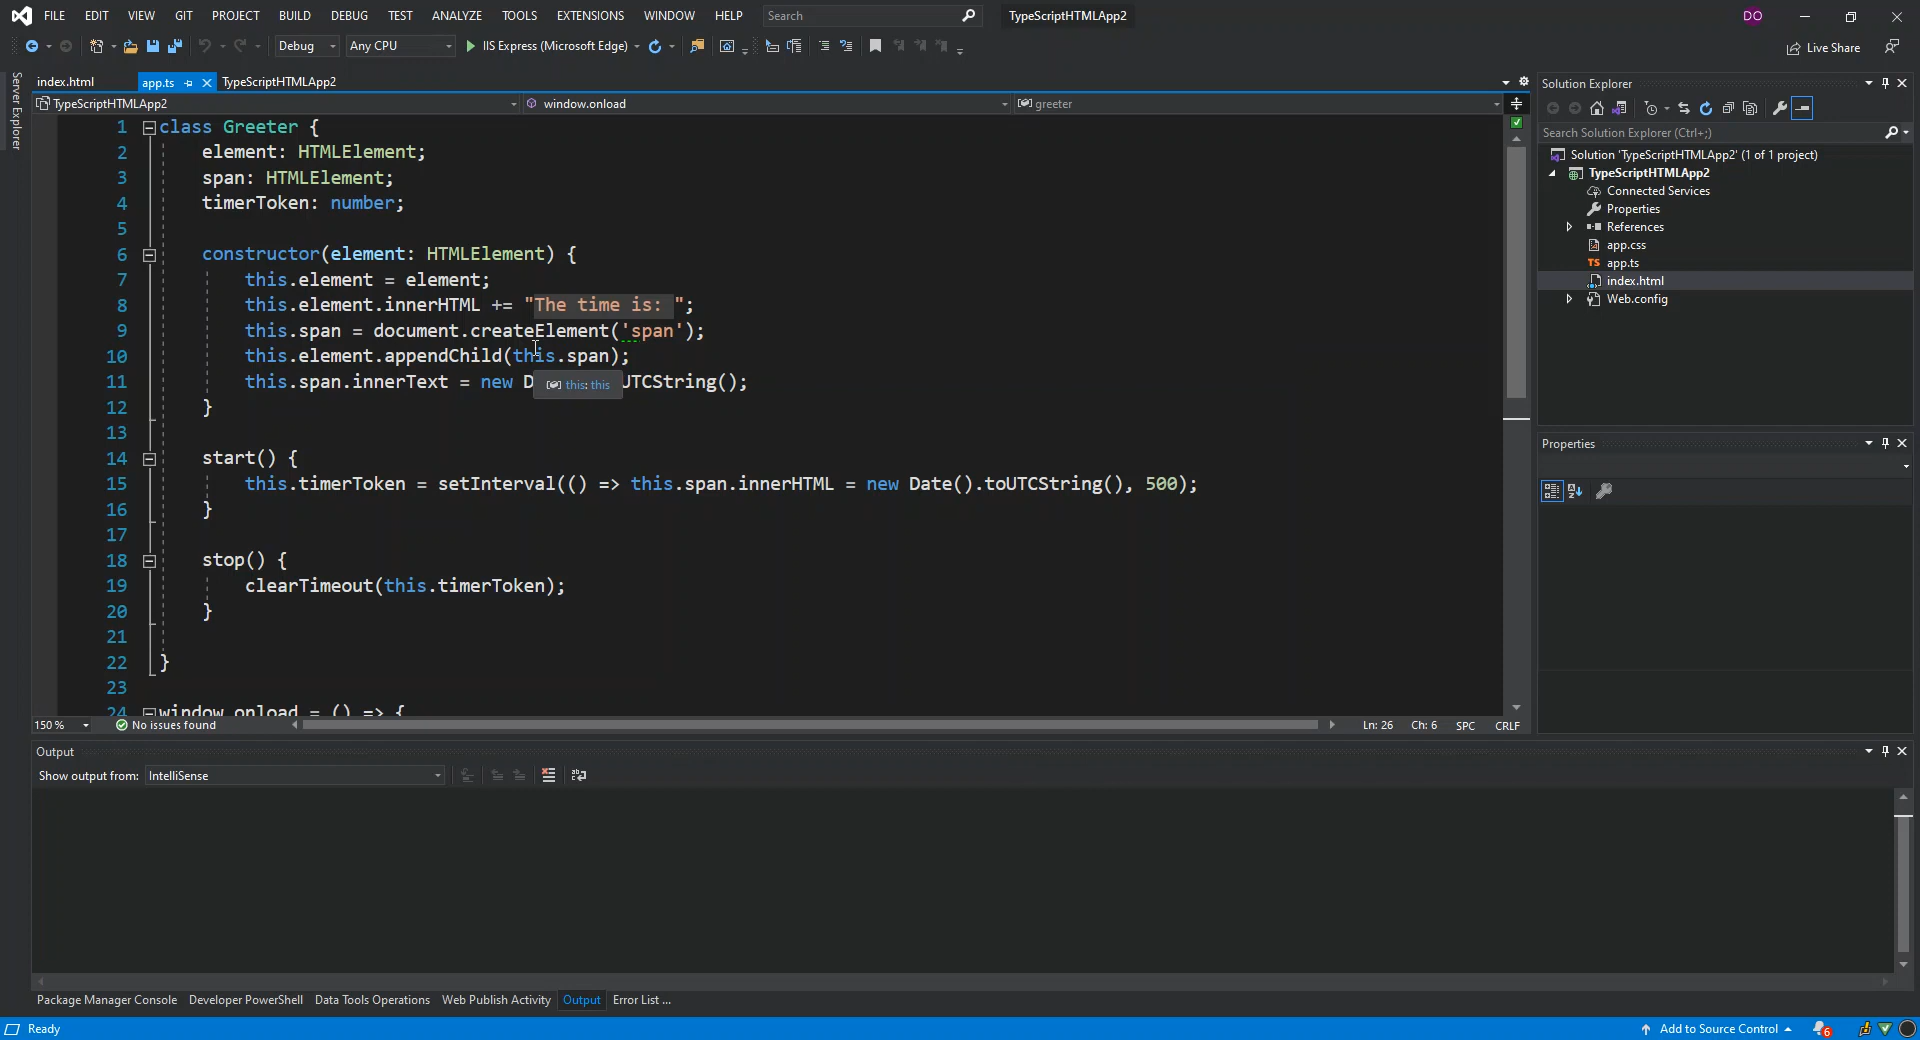 FILE EDIT VIEW GIT PROJECT BUILD DEBUG TEST ANALYZE TOOLS EXTENSIONS WINDOW HELP Search TypeScriptHTMLApp2 DO
Debug Any CPU IIS Express (Microsoft Edge) Live Share
Server Explorer
index.html app.ts TypeScriptHTMLApp2
TypeScriptHTMLApp2 window.onload greeter
1 class Greeter {
2 element: HTMLElement;
3 span: HTMLElement;
4 timerToken: number;
5
6 constructor(element: HTMLElement) {
7 this.element = element;
8 this.element.innerHTML += "The time is: ";
9 this.span = document.createElement('span');
10 this.element.appendChild(this.span);
11 this.span.innerText = new D UTCString();
this: this
12 }
13
14 start() {
15 this.timerToken = setInterval(() => this.span.innerHTML = new Date().toUTCString(), 500);
16 }
17
18 stop() {
19 clearTimeout(this.timerToken);
20 }
21
22 }
23
24 window.onload = () => {
150 % No issues found Ln: 26 Ch: 6 SPC CRLF
Solution Explorer
Search Solution Explorer (Ctrl+;)
Solution 'TypeScriptHTMLApp2' (1 of 1 project)
TypeScriptHTMLApp2
Connected Services
Properties
References
app.css
TS app.ts
index.html
Web.config
Properties
Output
Show output from: IntelliSense
Package Manager Console Developer PowerShell Data Tools Operations Web Publish Activity Output Error List ...
Ready Add to Source Control 6